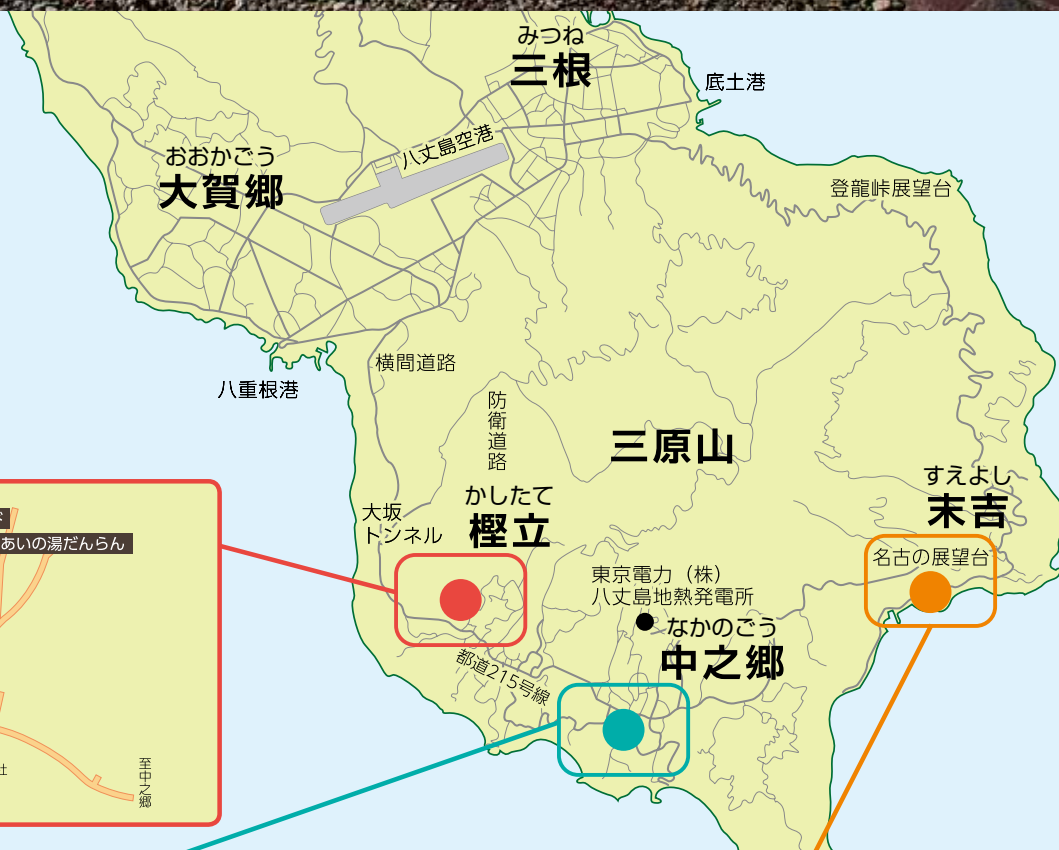 みつね
三根
底土港
八丈島空港
おおかごう
大賀郷
登龍峠展望台
横間道路
八重根港
防衛道路
三原山
すえよし
末吉
かしたて
樫立
大坂
トンネル
あいの湯だんらん
名古の展望台
東京電力（株）
八丈島地熱発電所
なかのごう
中之郷
都道215号線
至中之郷